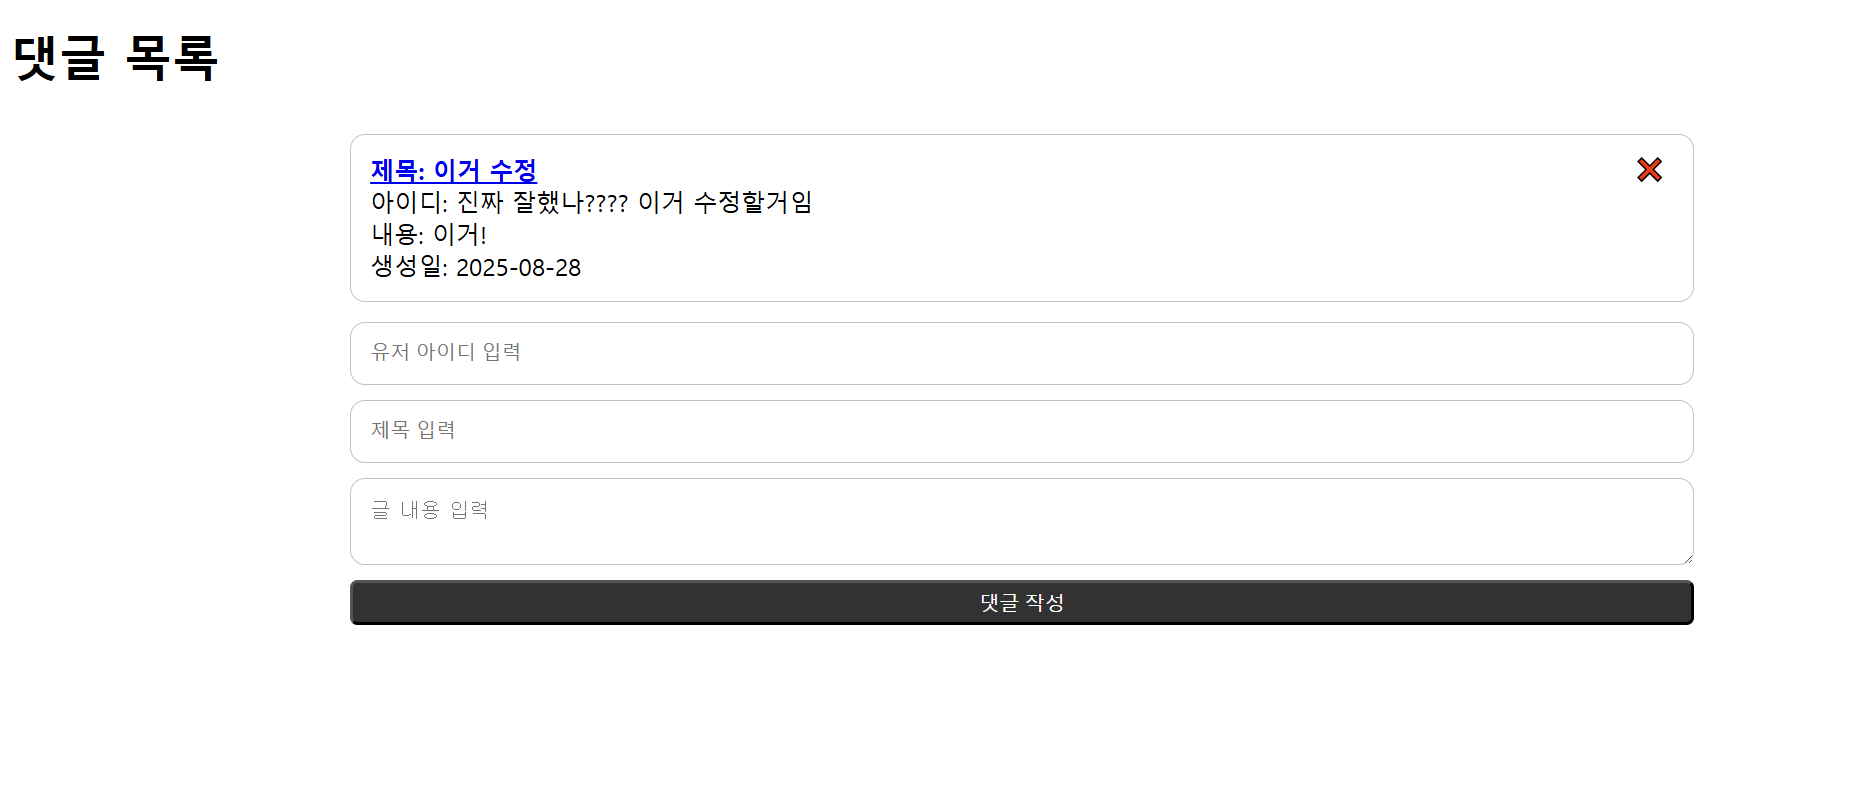 댓글 목록
제목: 이거 수정
아이디: 진짜 잘했나???? 이거 수정할거임
내용: 이거!
생성일: 2025-08-28
유저 아이디 입력
제목 입력
글 내용 입력
댓글 작성